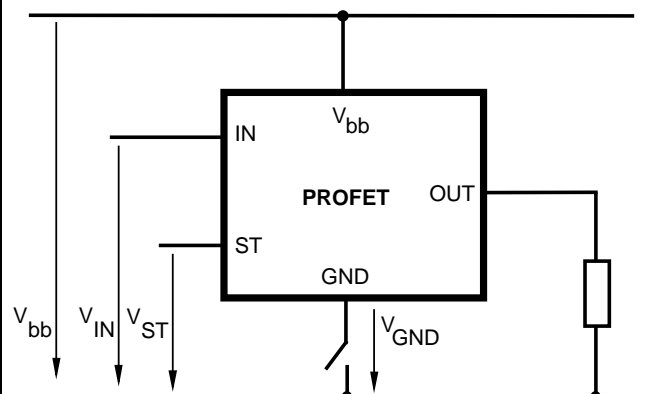 Vbb
IN
PROFET
OUT
ST
GND
Vbb
VIN
VST
VGND